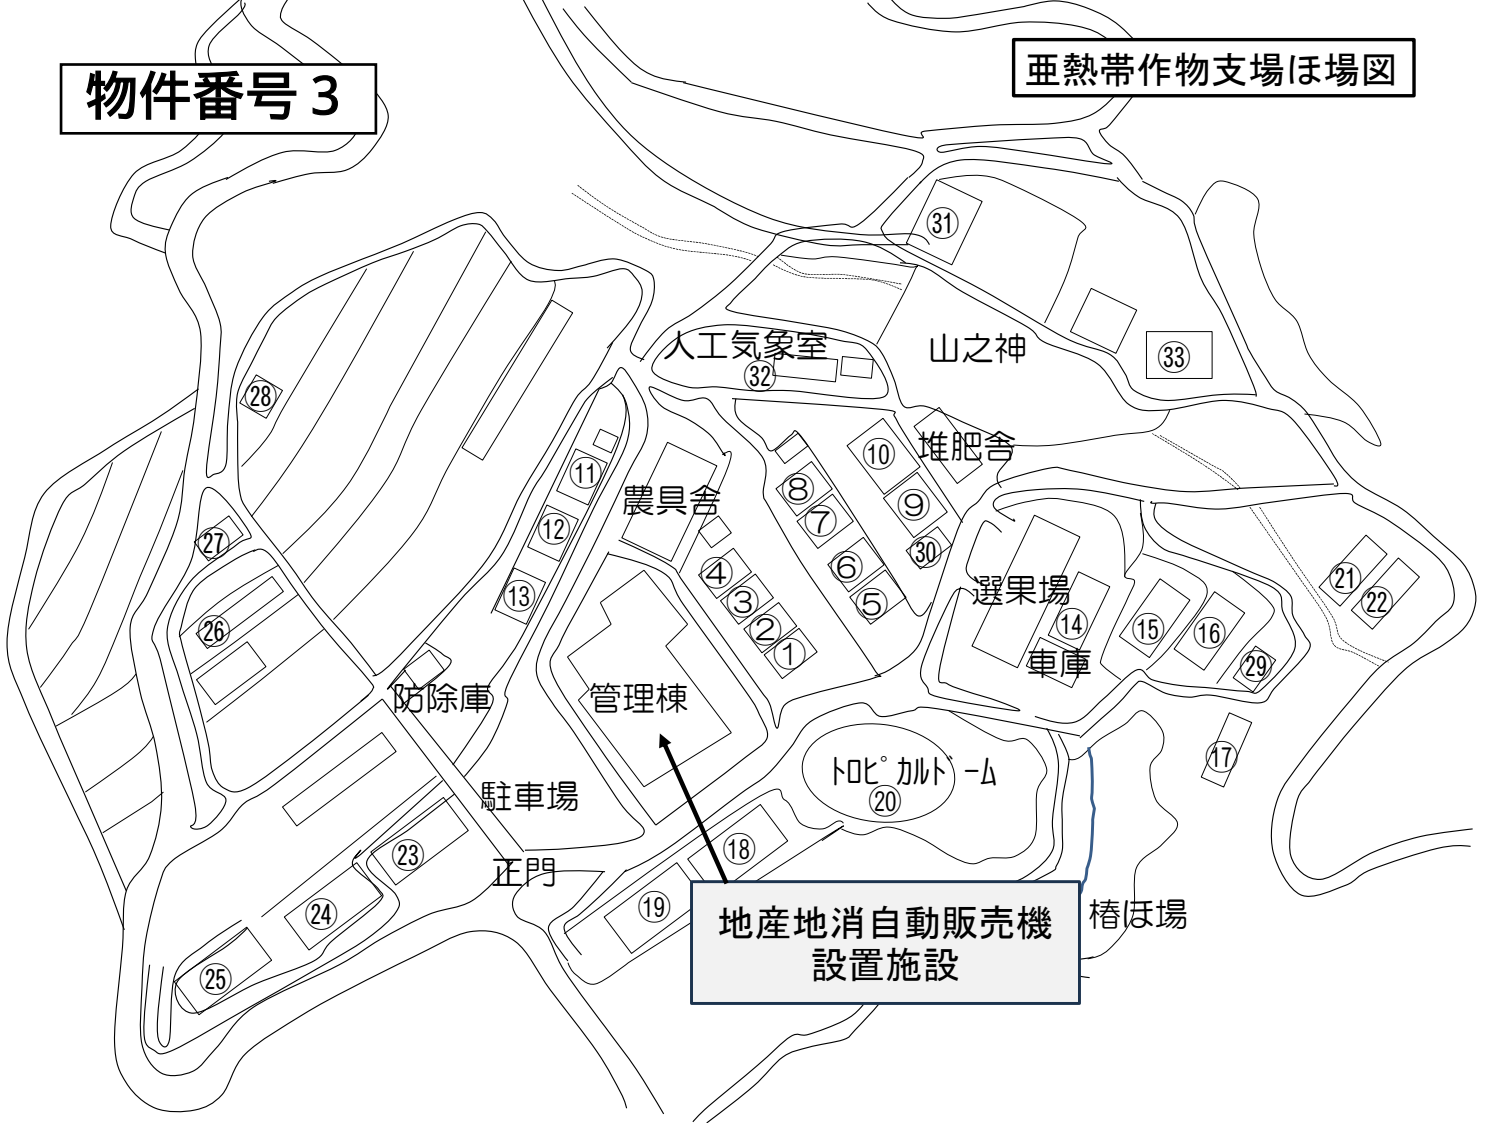 物件番号３
亜熱帯作物支場ほ場図
㉛
人工気象室
㉜
山之神
㉝
㉘
⑩
堆肥舎
⑪
⑧
⑨
農具舎
⑦
⑫
㉗
㉚
④
⑥
㉑
⑬
③
⑤
選果場
㉒
㉖
②
⑭
⑮
⑯
①
車庫
㉙
防除庫
管理棟
⑰
ﾄﾛﾋﾟｶﾙﾄﾞｰﾑ
⑳
駐車場
⑱
㉓
正門
⑲
㉔
地産地消自動販売機
設置施設
椿ほ場
㉕